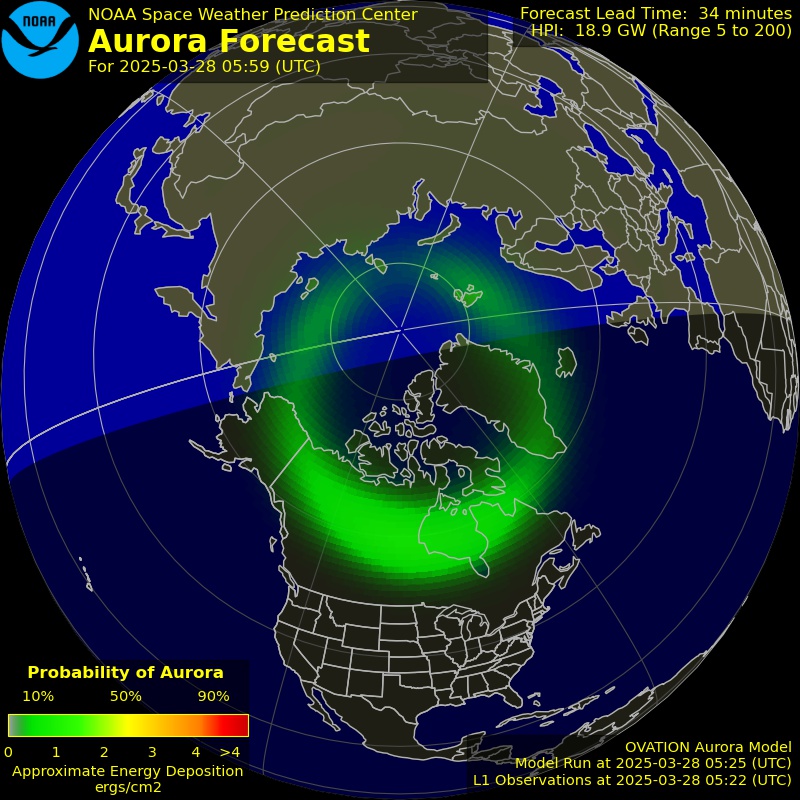 NOAA
NOAA Space Weather Prediction Center
Aurora Forecast
For 2025-03-28 05:59 (UTC)
Forecast Lead Time: 34 minutes
HPI: 18.9 GW (Range 5 to 200)
Probability of Aurora
10% 50% 90%
0 1 2 3 4 >4
Approximate Energy Deposition
ergs/cm2
OVATION Aurora Model
Model Run at 2025-03-28 05:25 (UTC)
L1 Observations at 2025-03-28 05:22 (UTC)